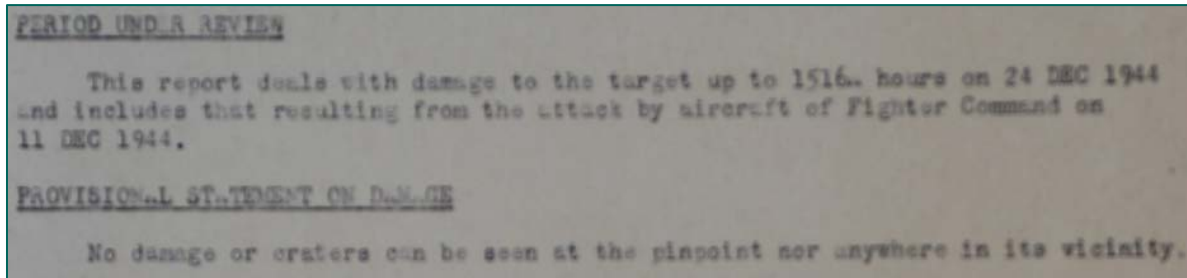 PERIOD UNDER REVIEW
This report deals with damage to the target up to 1516A hours on 24 DEC 1944
and includes that resulting from the attack by aircraft of Fighter Command on
11 DEC 1944.
PROVISIONAL STATEMENT ON DAMAGE
No damage or craters can be seen at the pinpoint nor anywhere in its vicinity.